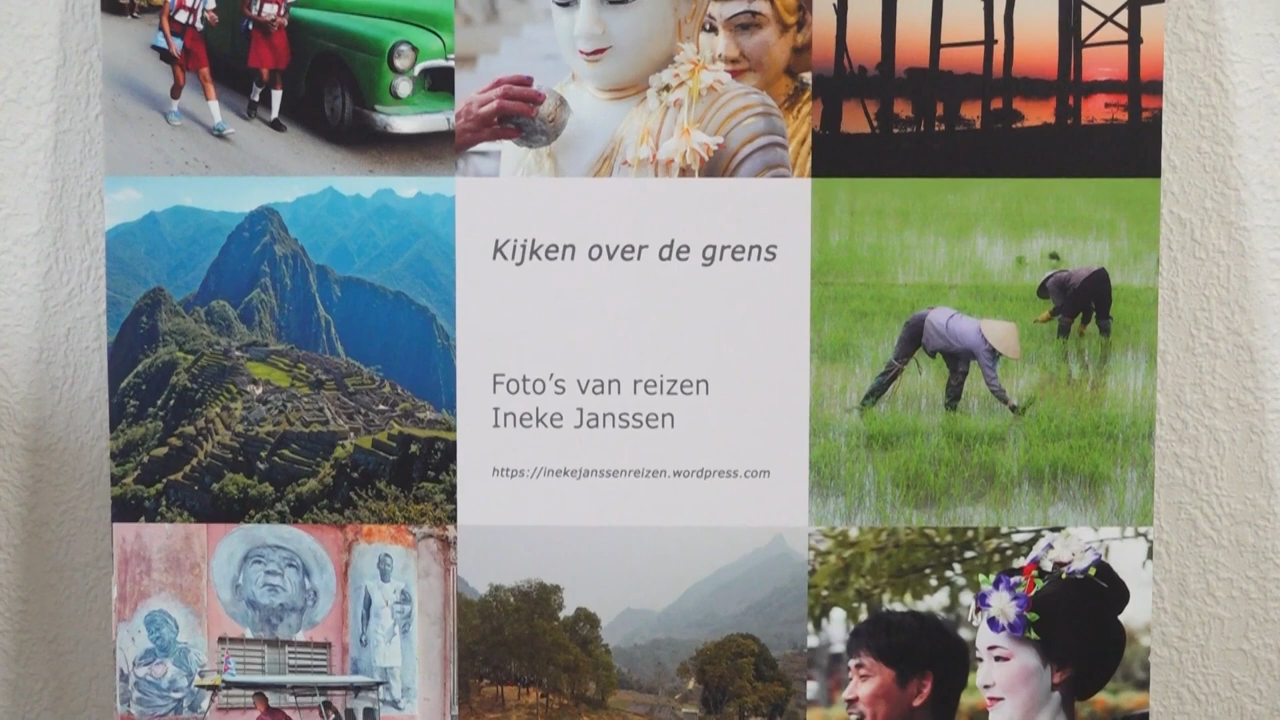 Kijken over de grens
Foto's van reizen
Ineke Janssen
https://inekejanssenreizen.wordpress.com